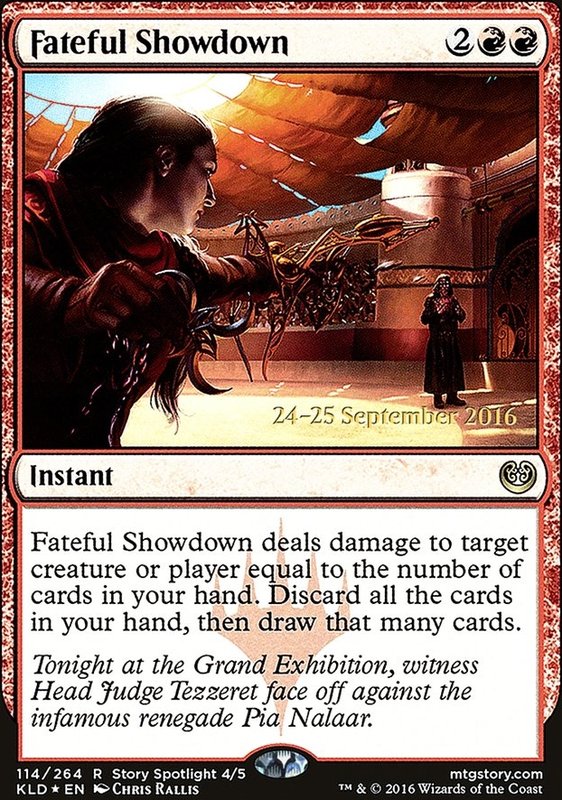 Fateful Showdown 2
24–25 September 2016
Instant
Fateful Showdown deals damage to target
creature or player equal to the number of
cards in your hand. Discard all the cards
in your hand, then draw that many cards.
Tonight at the Grand Exhibition, witness
Head Judge Tezzeret face off against the
infamous renegade Pia Nalaar.
114/264 R Story Spotlight 4/5
mtgstory.com
KLD ★ EN Chris Rallis
™ & © 2016 Wizards of the Coast